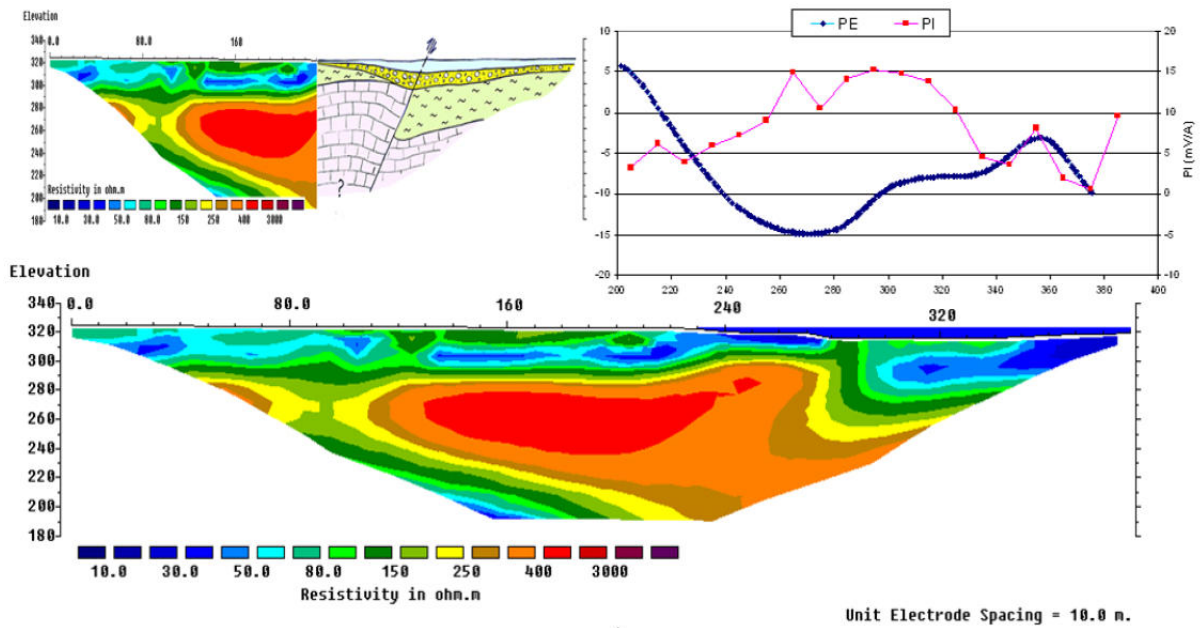 Elevation
0.0 80.0 160
340
320
300
280
260
240
220
200
180
?
Resistivity in ohm.m
10.0 30.0 50.0 80.0 150 250 400 3000
PE PI
10
5
0
-5
-10
-15
-20
20
15
10
5
0
-5
-10
PI (mV/A)
200 220 240 260 280 300 320 340 360 380 400
Elevation
0.0 80.0 160 240 320
340
320
300
280
260
240
220
200
180
10.0 30.0 50.0 80.0 150 250 400 3000
Resistivity in ohm.m
Unit Electrode Spacing = 10.0 m.